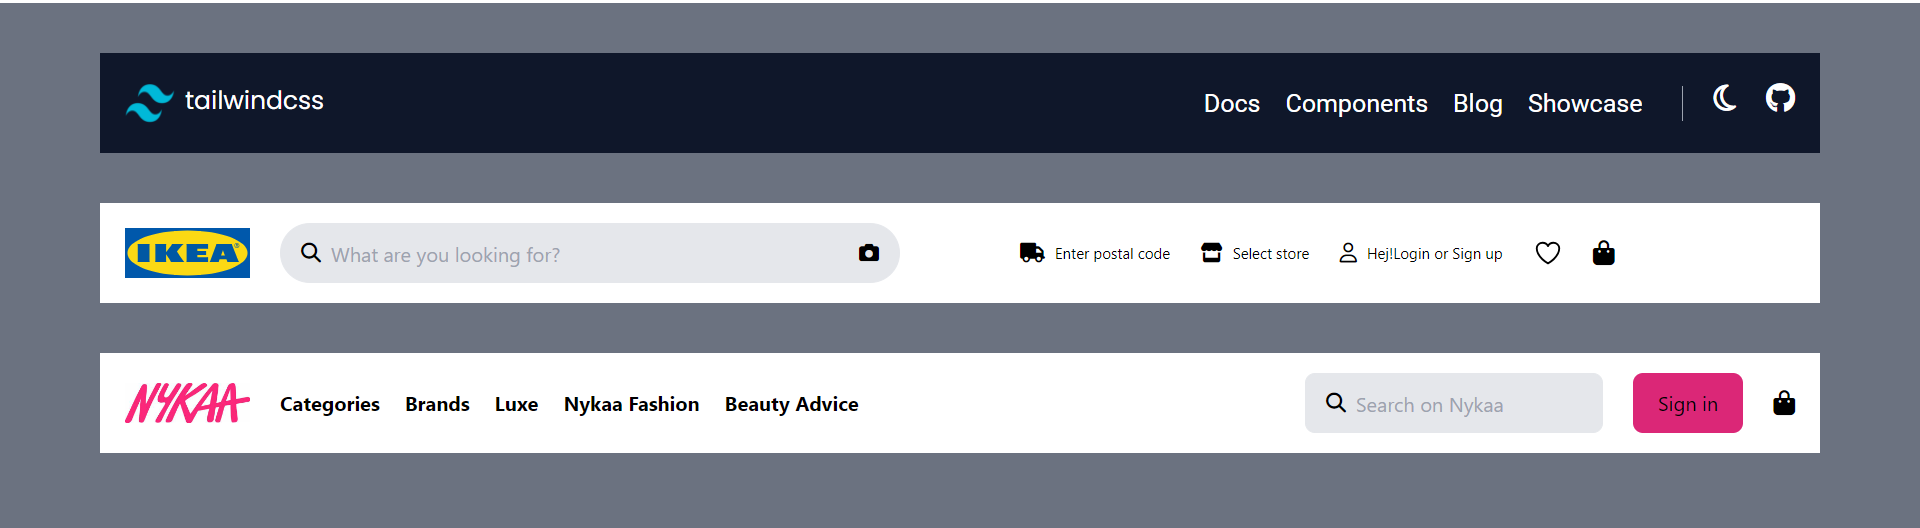 tailwindcss Docs Components Blog Showcase
IKEA What are you looking for? Enter postal code Select store Hej!Login or Sign up
NYKAA Categories Brands Luxe Nykaa Fashion Beauty Advice Search on Nykaa Sign in